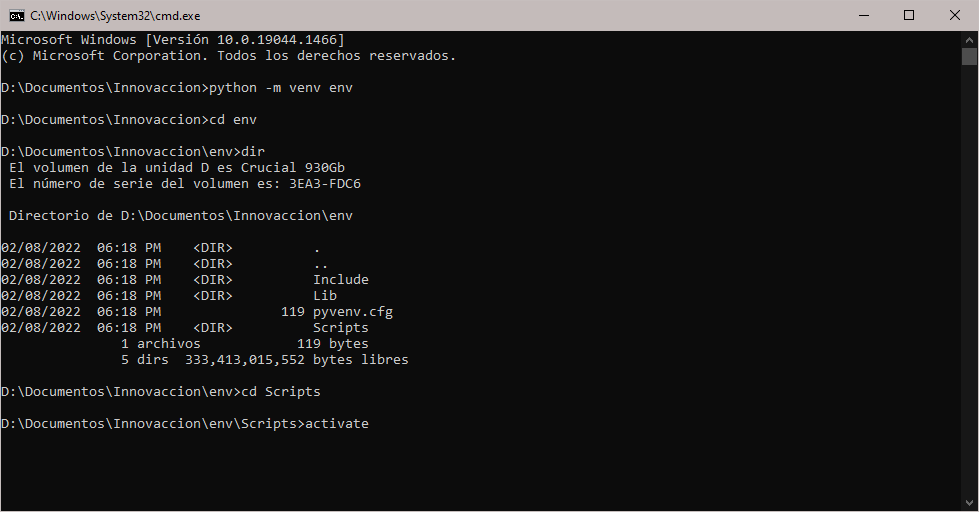 C:\Windows\System32\cmd.exe
Microsoft Windows [Versión 10.0.19044.1466]
(c) Microsoft Corporation. Todos los derechos reservados.
D:\Documentos\Innovaccion>python -m venv env
D:\Documentos\Innovaccion>cd env
D:\Documentos\Innovaccion\env>dir
El volumen de la unidad D es Crucial 930Gb
El número de serie del volumen es: 3EA3-FDC6
Directorio de D:\Documentos\Innovaccion\env
02/08/2022  06:18 PM    <DIR>          .
02/08/2022  06:18 PM    <DIR>          ..
02/08/2022  06:18 PM    <DIR>          Include
02/08/2022  06:18 PM    <DIR>          Lib
02/08/2022  06:18 PM               119 pyvenv.cfg
02/08/2022  06:18 PM    <DIR>          Scripts
1 archivos            119 bytes
5 dirs  333,413,015,552 bytes libres
D:\Documentos\Innovaccion\env>cd Scripts
D:\Documentos\Innovaccion\env\Scripts>activate